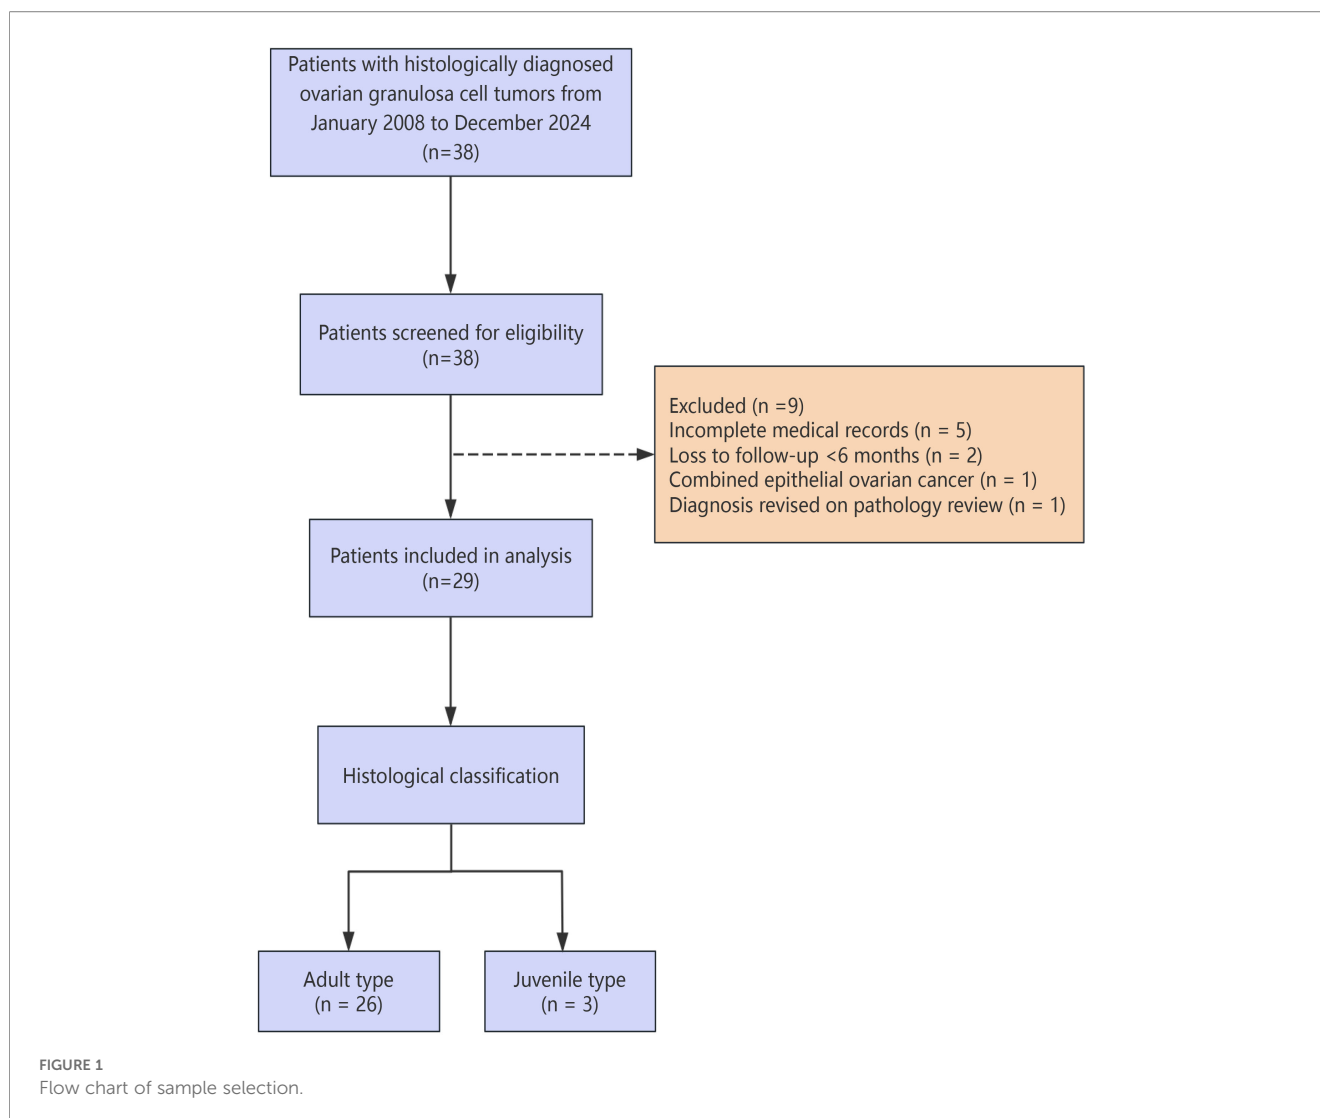 Patients with histologically diagnosed
ovarian granulosa cell tumors from
January 2008 to December 2024
(n=38)
Patients screened for eligibility
(n=38)
Excluded (n =9)
Incomplete medical records (n = 5)
Loss to follow-up <6 months (n = 2)
Combined epithelial ovarian cancer (n = 1)
Diagnosis revised on pathology review (n = 1)
Patients included in analysis
(n=29)
Histological classification
Adult type
(n = 26)
Juvenile type
(n = 3)
FIGURE 1
Flow chart of sample selection.